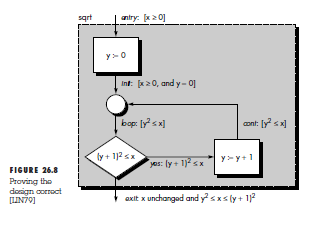 sqrt
entry: [x ≥ 0]
y := 0
init: [x ≥ 0, and y = 0]
loop: [y² ≤ x]
cont: [y² ≤ x]
(y + 1)² ≤ x
yes: (y + 1)² ≤ x
y := y + 1
FIGURE 26.8
Proving the
design correct
[LIN79]
exit: x unchanged and y² ≤ x ≤ (y + 1)²